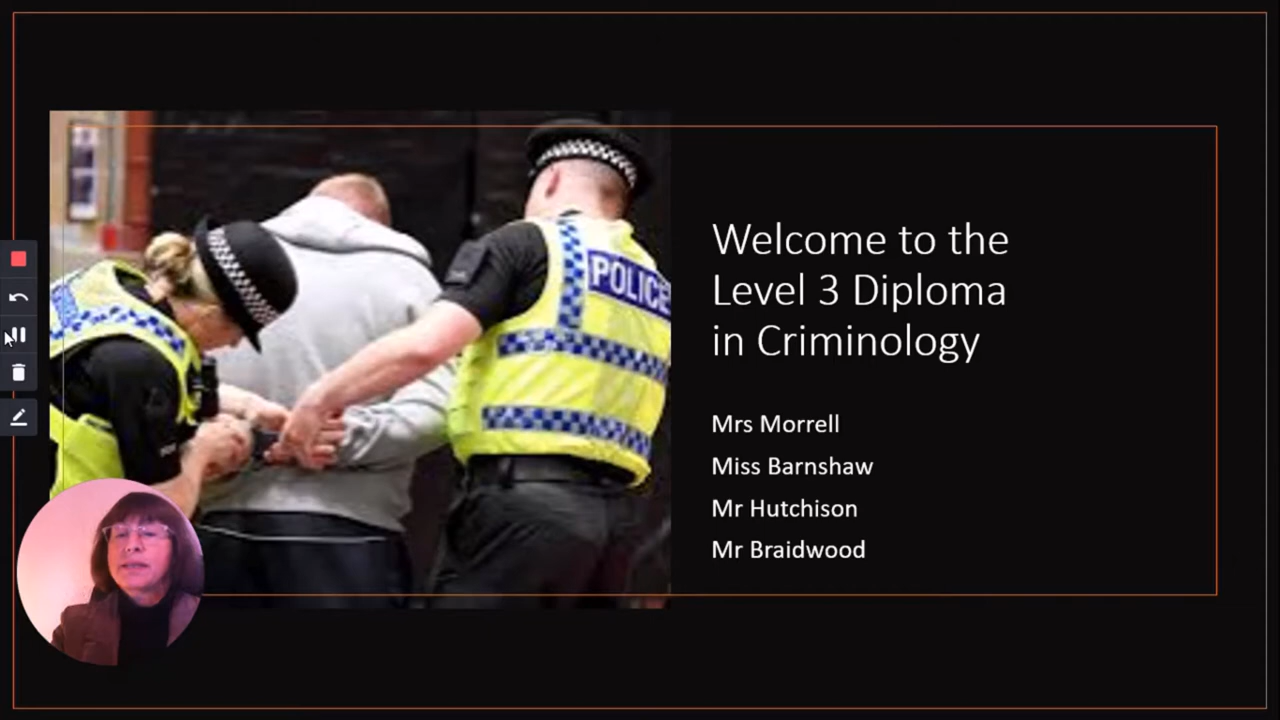 POLICE
Welcome to the
Level 3 Diploma
in Criminology
Mrs Morrell
Miss Barnshaw
Mr Hutchison
Mr Braidwood